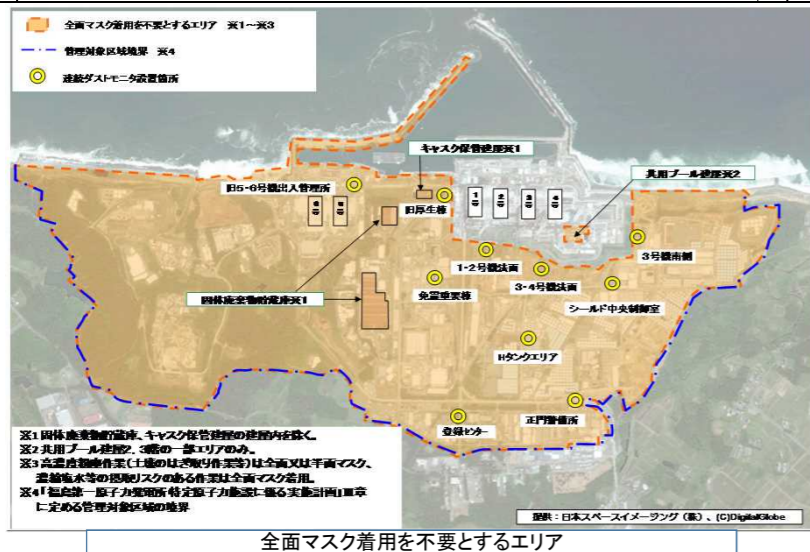 全面マスク着用を不要とするエリア ※1~※3
管理対象区域境界 ※4
連続ダストモニタ設置箇所
キャスク保管建屋※1
共用プール建屋※2
旧5・6号機出入管理所
旧厚生棟
6号
5号
1号
2号
3号
4号
3号機南側
1・2号機法面
3・4号機法面
固体廃棄物貯蔵庫※1
免震重要棟
シールド中央制御室
Hタンクエリア
正門警備所
登録センター
※1 固体廃棄物貯蔵庫、キャスク保管建屋の建屋内を除く。
※2 共用プール建屋2、3階の一部エリアのみ。
※3 高濃度粉塵作業(土壌のはぎ取り作業等)は全面又は半面マスク、
濃縮塩水等の摂取リスクのある作業は全面マスク着用。
※4「福島第一原子力発電所特定原子力施設に係る実施計画」Ⅲ章
に定める管理対象区域の境界
提供:日本スペースイメージング(株)、(C)DigitalGlobe
全面マスク着用を不要とするエリア